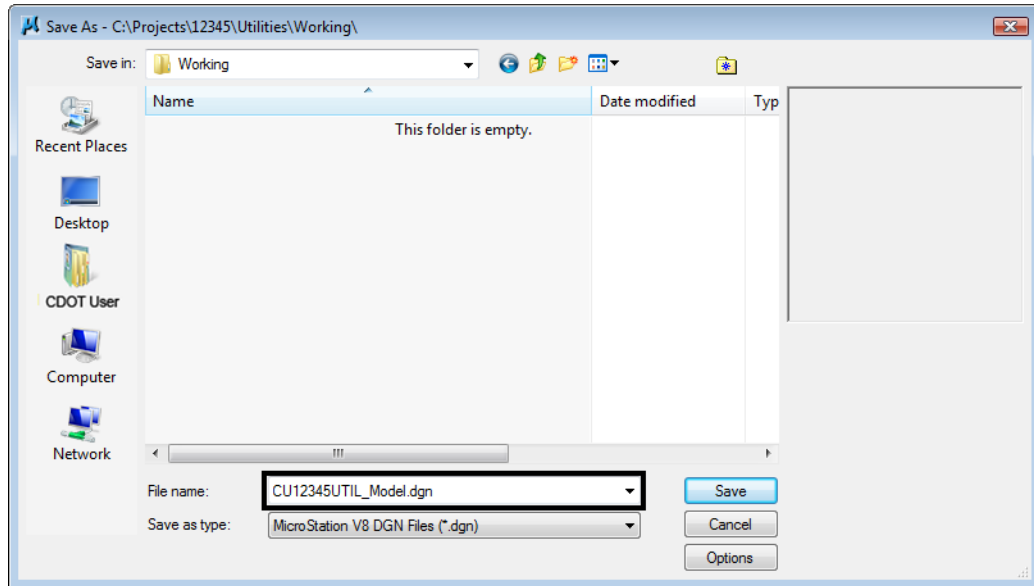 Save As - C:\Projects\12345\Utilities\Working\
Save in: Working
Name Date modified Typ
This folder is empty.
Recent Places
Desktop
CDOT User
Computer
Network
File name: CU12345UTIL_Model.dgn Save
Save as type: MicroStation V8 DGN Files (*.dgn) Cancel
Options